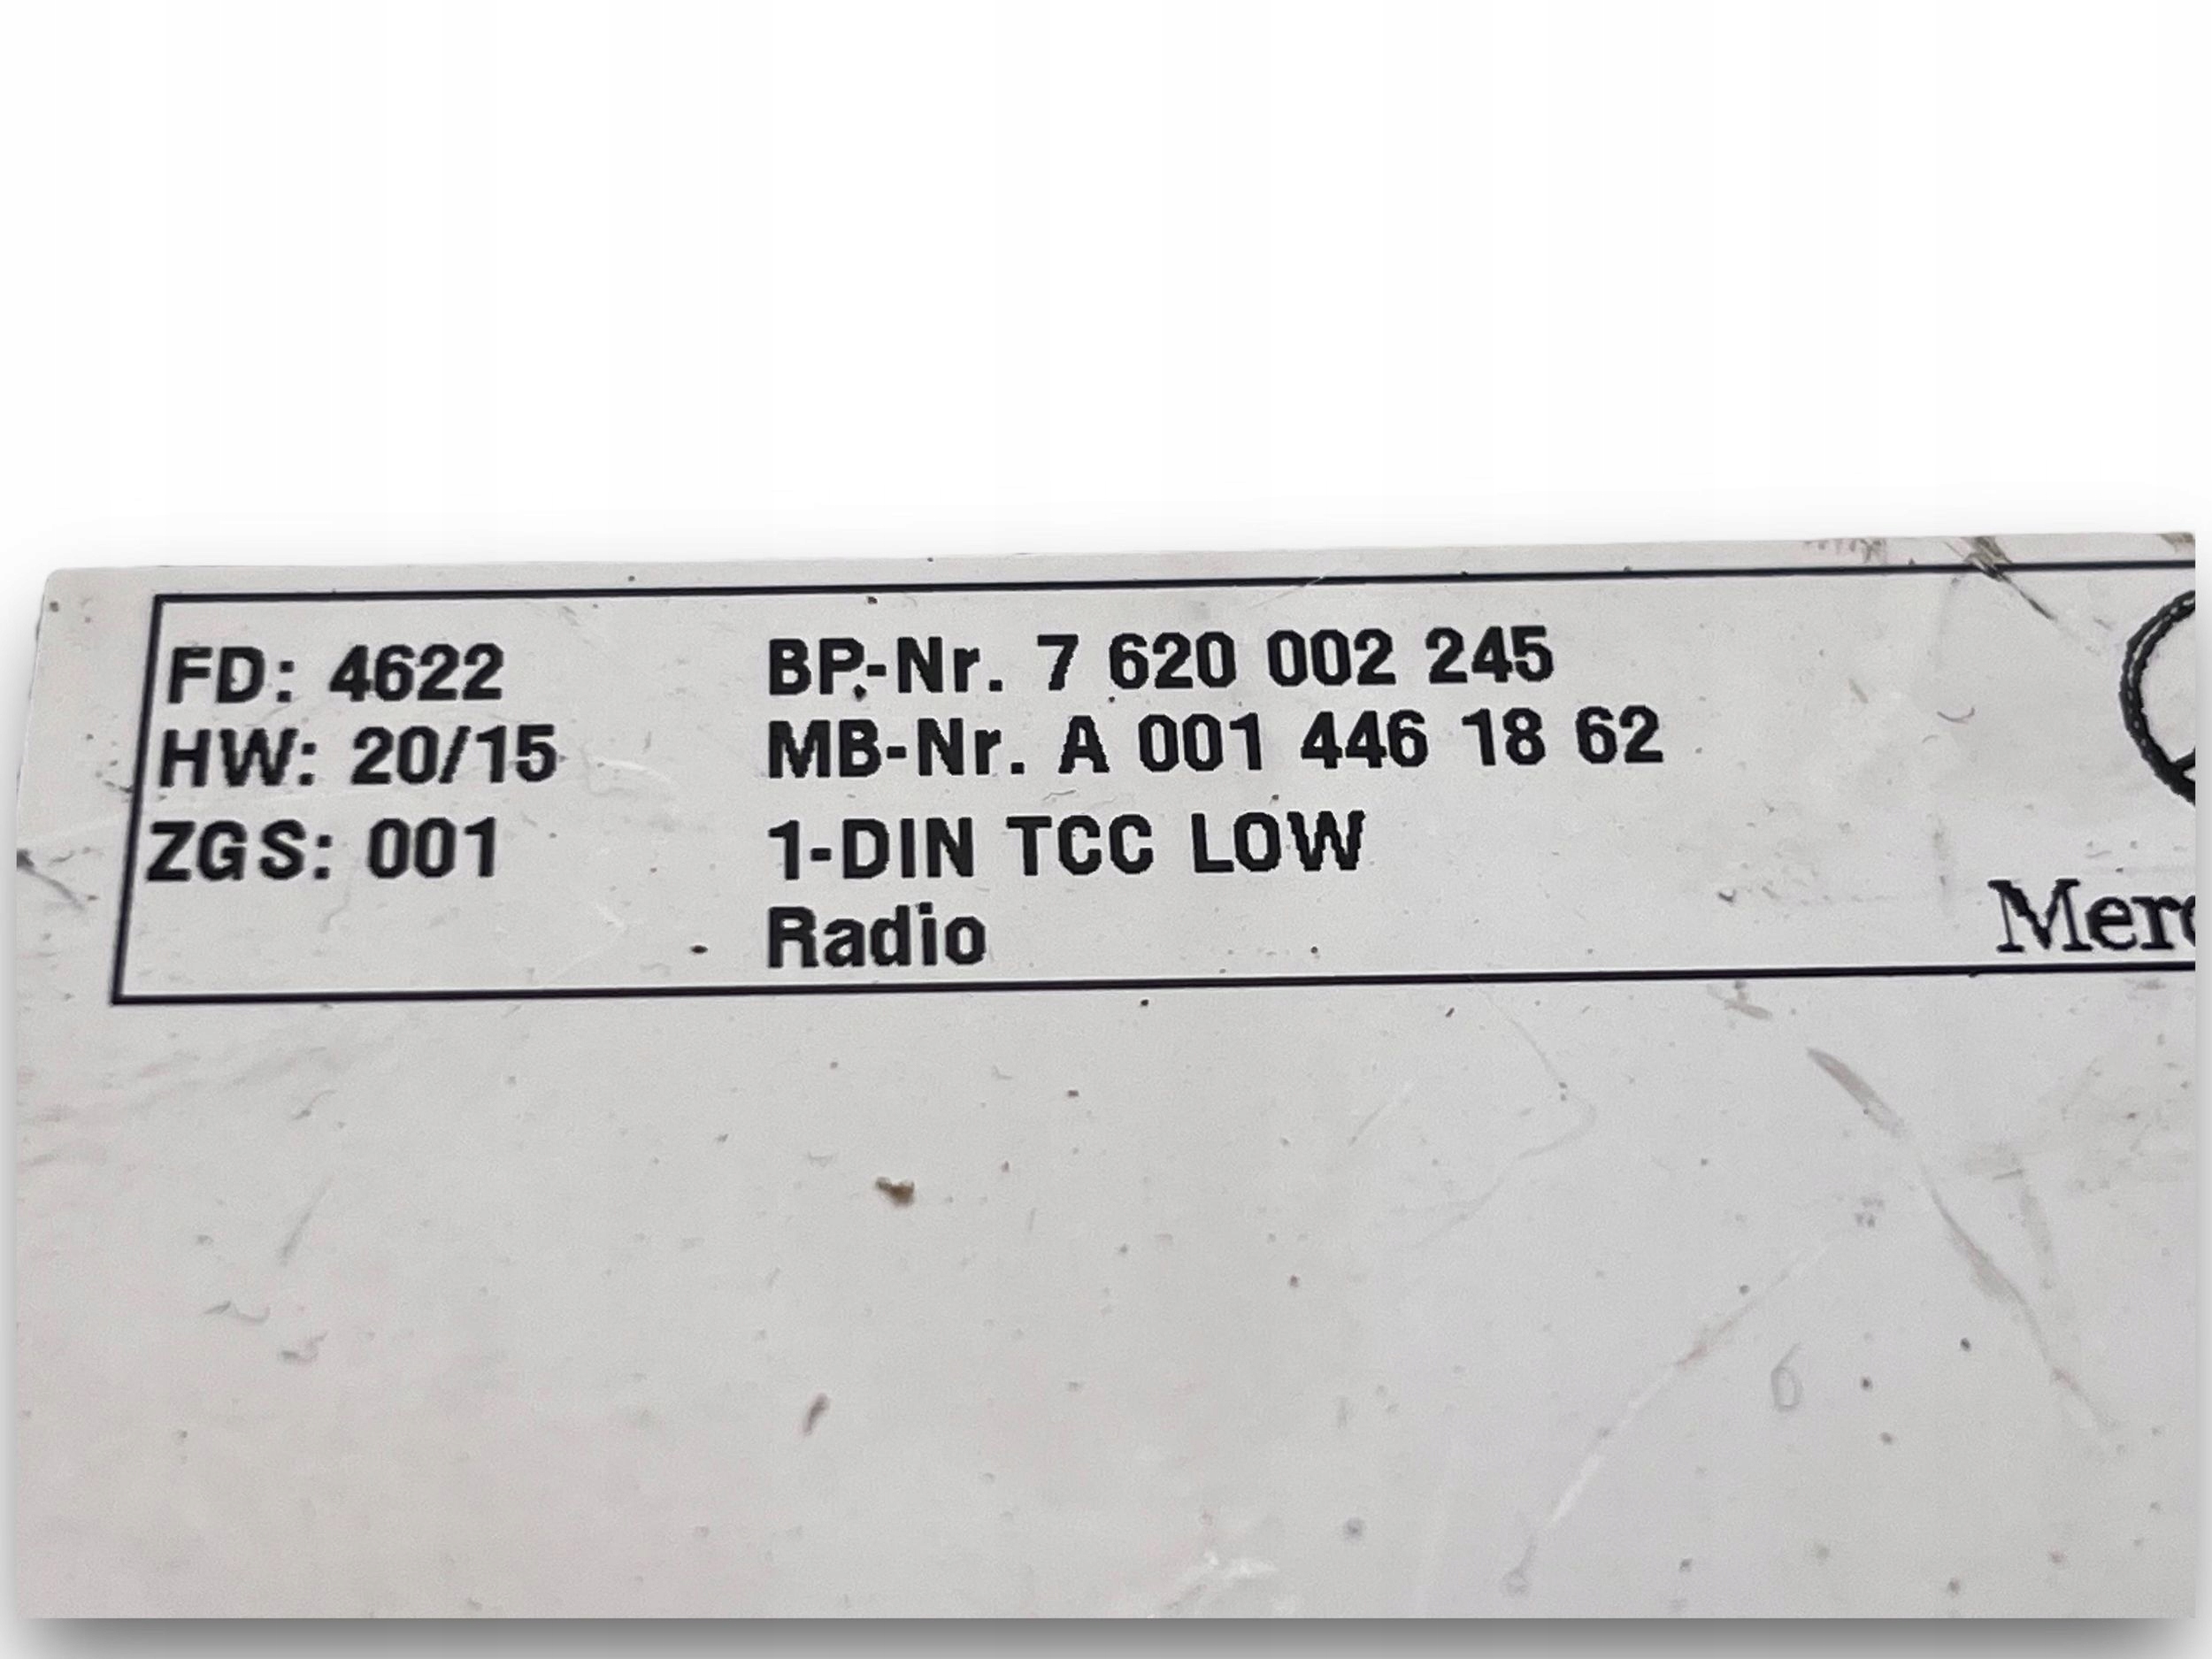 FD: 4622
HW: 20/15
ZGS: 001
BP.-Nr. 7 620 002 245
MB-Nr. A 001 446 18 62
1-DIN TCC LOW
Radio
Merc